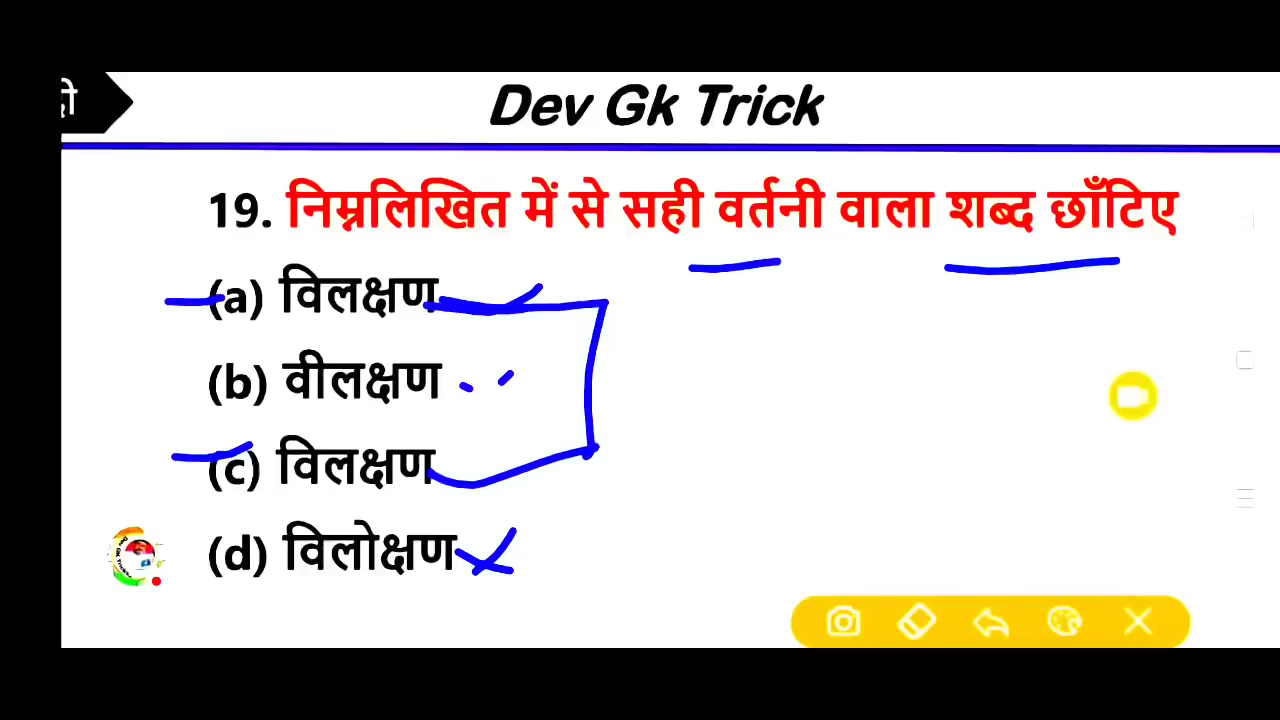 दी
Dev Gk Trick
19. निम्नलिखित में से सही वर्तनी वाला शब्द छाँटिए
(a) विलक्षण
(b) वीलक्षण
(c) विलक्षण
(d) विलोक्षण